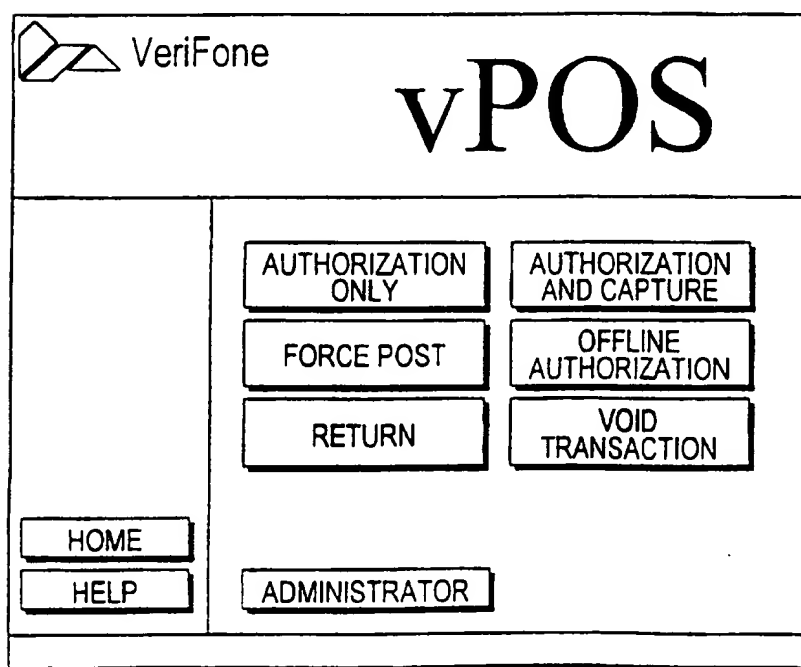 VeriFone
vPOS
AUTHORIZATION
ONLY
AUTHORIZATION
AND CAPTURE
FORCE POST
OFFLINE
AUTHORIZATION
RETURN
VOID
TRANSACTION
HOME
HELP
ADMINISTRATOR